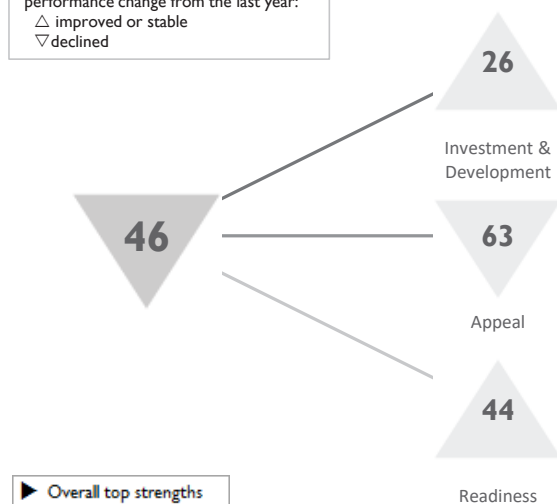 performance change from the last year:
△ improved or stable
▽declined
26
Investment &
Development
46
63
Appeal
44
▶ Overall top strengths
Readiness